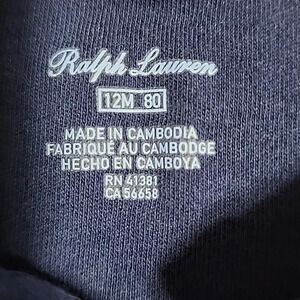 Ralph Lauren
12M 80
MADE IN CAMBODIA
FABRIQUÉ AU CAMBODGE
HECHO EN CAMBOYA
RN 41381
CA 56658